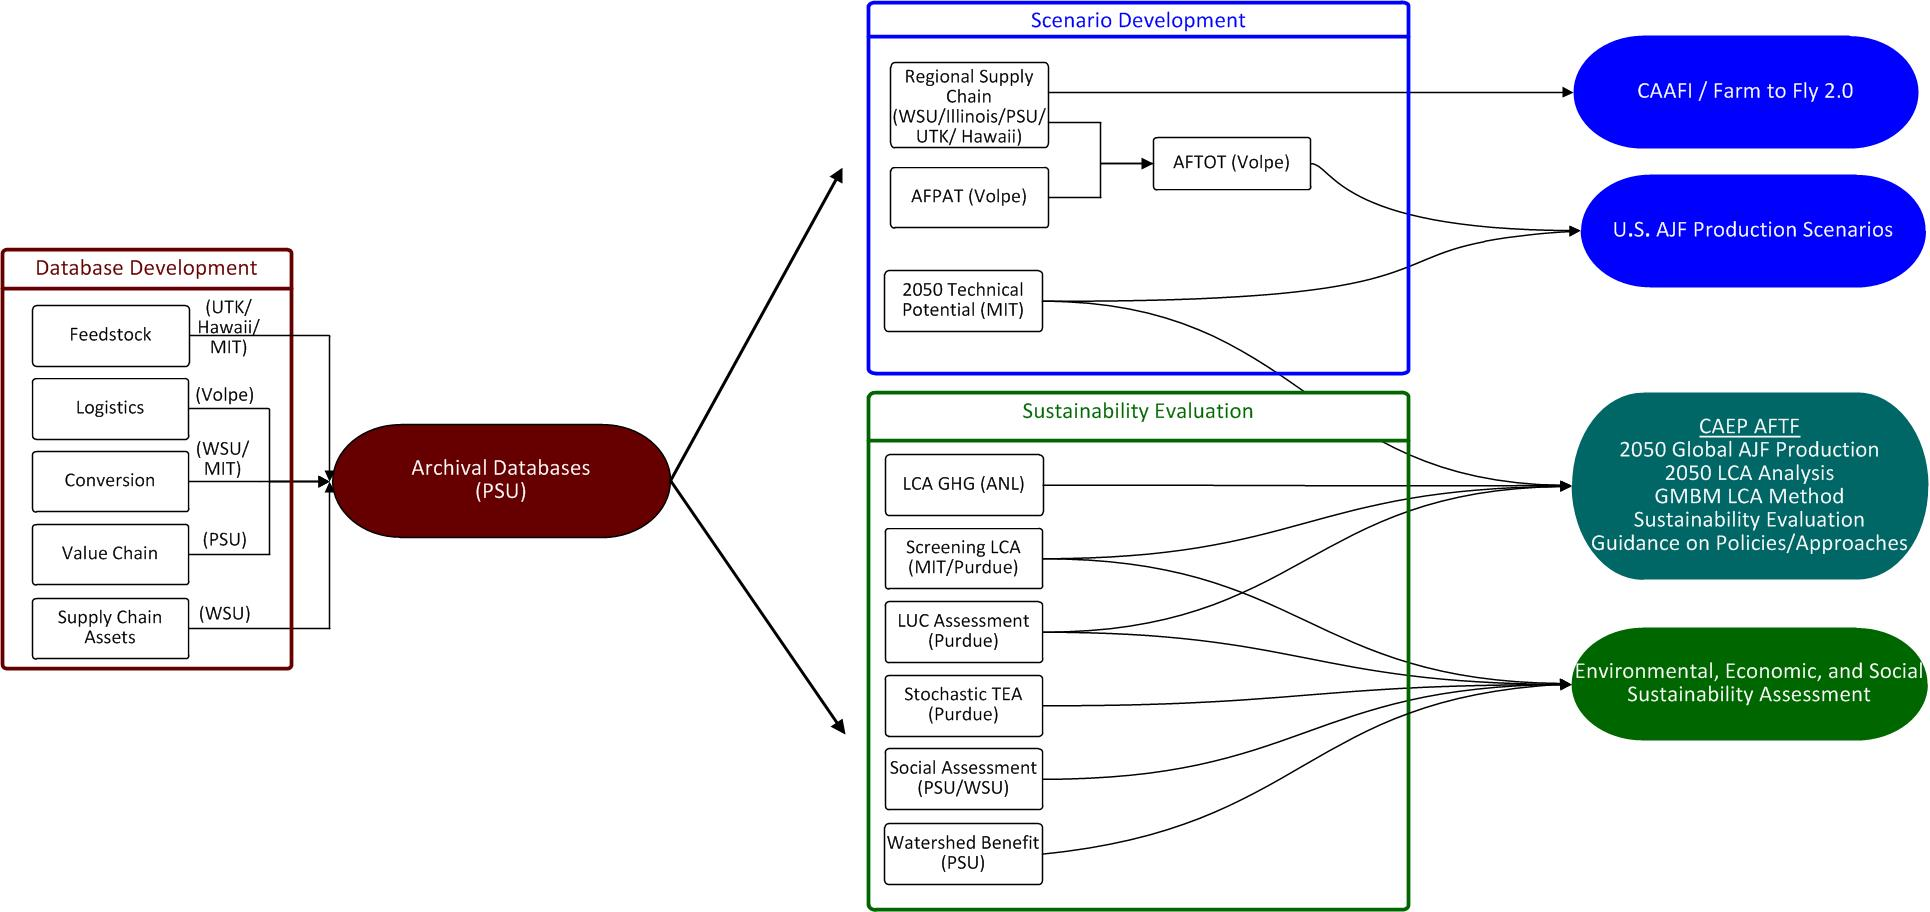 Database Development
Feedstock
(UTK/
Hawaii/
MIT)
Logistics
(Volpe)
Conversion
(WSU/
MIT)
Value Chain
(PSU)
Supply Chain
Assets
(WSU)
Archival Databases
(PSU)
Scenario Development
Regional Supply
Chain
(WSU/Illinois/PSU/
UTK/ Hawaii)
AFPAT (Volpe)
AFTOT (Volpe)
2050 Technical
Potential (MIT)
Sustainability Evaluation
LCA GHG (ANL)
Screening LCA
(MIT/Purdue)
LUC Assessment
(Purdue)
Stochastic TEA
(Purdue)
Social Assessment
(PSU/WSU)
Watershed Benefit
(PSU)
CAAFI / Farm to Fly 2.0
U.S. AJF Production Scenarios
CAEP AFTF
2050 Global AJF Production
2050 LCA Analysis
GMBM LCA Method
Sustainability Evaluation
Guidance on Policies/Approaches
Environmental, Economic, and Social
Sustainability Assessment